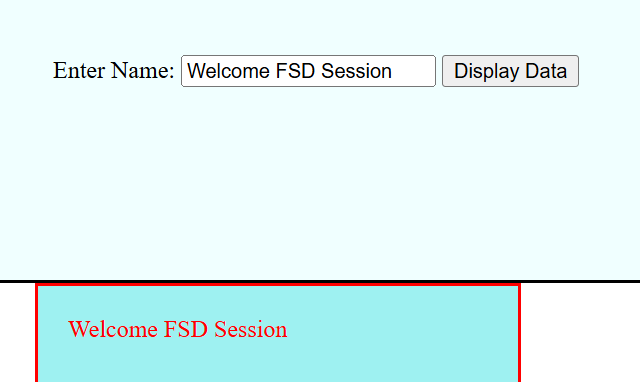 Enter Name: Welcome FSD Session Display Data
Welcome FSD Session